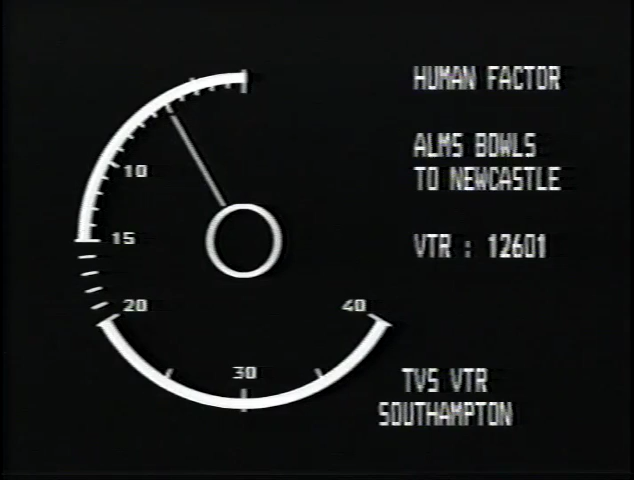 HUMAN FACTOR
ALMS BOWLS
TO NEWCASTLE
VTR : 12601
10
15
20
40
30
TVS VTR
SOUTHAMPTON